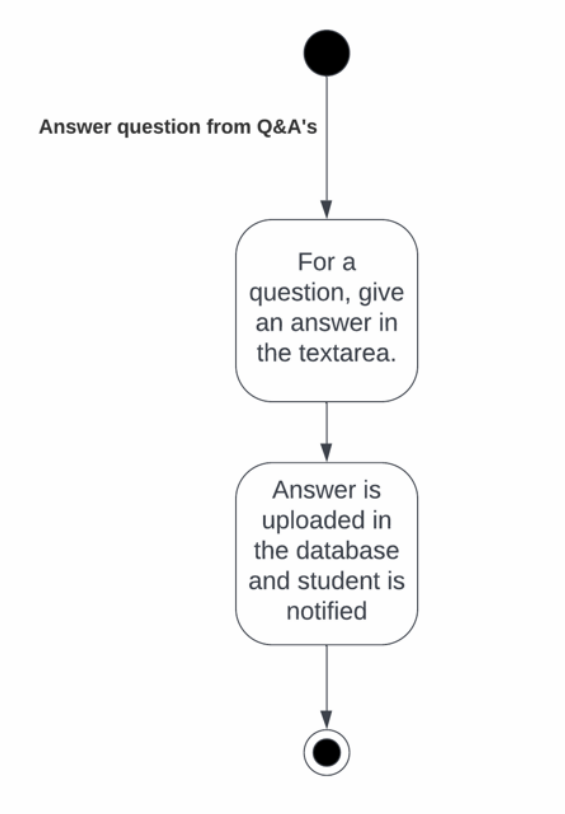 Answer question from Q&A's
For a
question, give
an answer in
the textarea.
Answer is
uploaded in
the database
and student is
notified